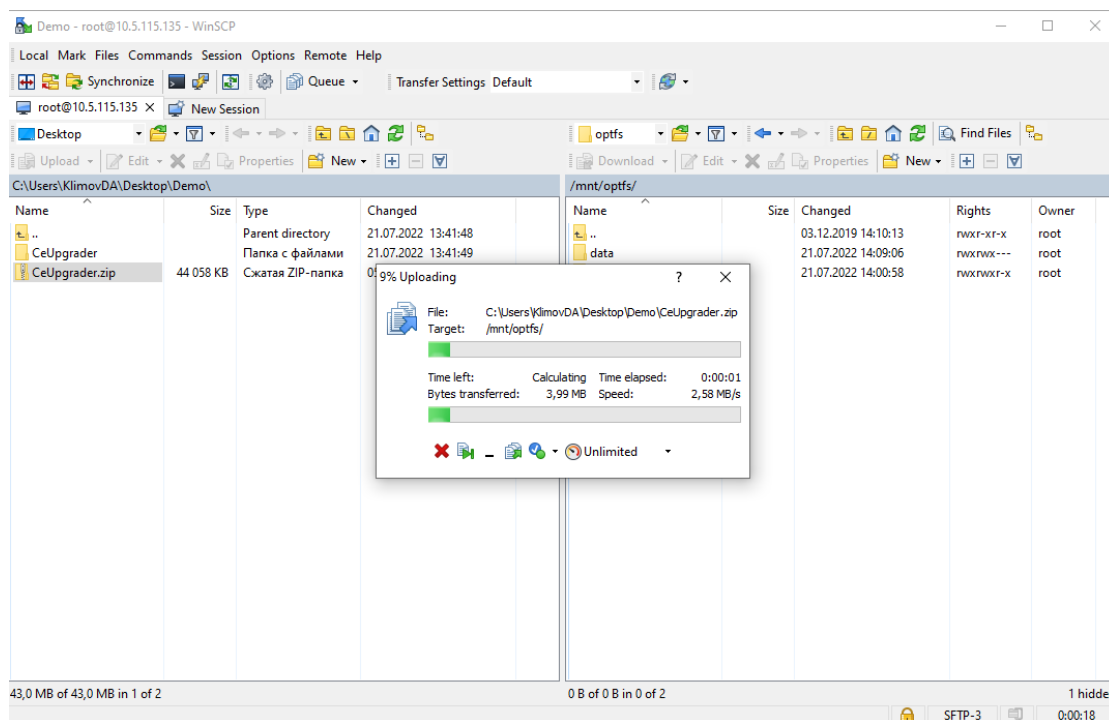 Demo - root@10.5.115.135 - WinSCP
Local Mark Files Commands Session Options Remote Help
Synchronize Queue Transfer Settings Default
root@10.5.115.135 New Session
Desktop optfs Find Files
Upload Edit Properties New Download Edit Properties New
C:\Users\KlimovDA\Desktop\Demo\ /mnt/optfs/
Name Size Type Changed Name Size Changed Rights Owner
.. Parent directory 21.07.2022 13:41:48 .. 03.12.2019 14:10:13 rwxr-xr-x root
CeUpgrader Папка с файлами 21.07.2022 13:41:49 data 21.07.2022 14:09:06 rwxrwx--- root
CeUpgrader.zip 44 058 KB Сжатая ZIP-папка 21.07.2022 14:00:58 rwxrwxr-x root
9% Uploading ?
File: C:\Users\KlimovDA\Desktop\Demo\CeUpgrader.zip
Target: /mnt/optfs/
Time left: Calculating Time elapsed: 0:00:01
Bytes transferred: 3,99 MB Speed: 2,58 MB/s
Unlimited
43,0 MB of 43,0 MB in 1 of 2 0 B of 0 B in 0 of 2 1 hidde
SFTP-3 0:00:18